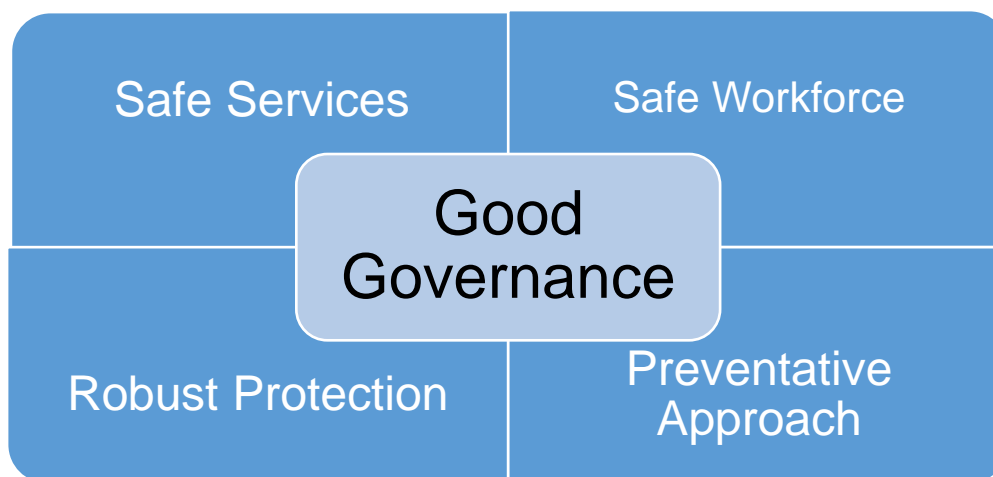 Safe Services
Safe Workforce
Good
Governance
Robust Protection
Preventative
Approach